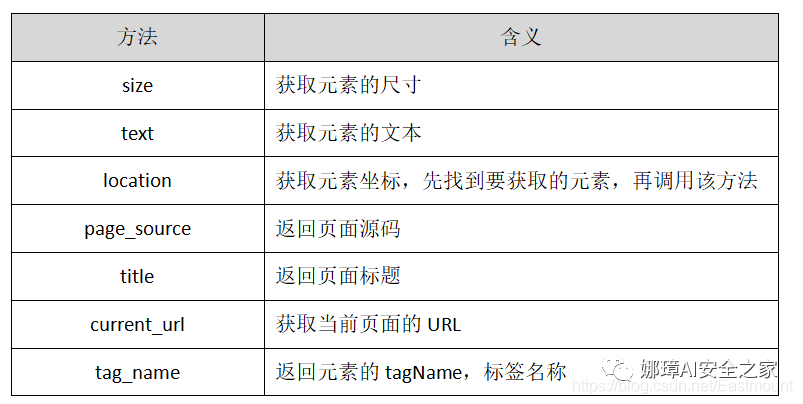 方法 含义
size 获取元素的尺寸
text 获取元素的文本
location 获取元素坐标，先找到要获取的元素，再调用该方法
page_source 返回页面源码
title 返回页面标题
current_url 获取当前页面的 URL
tag_name 返回元素的 tagName，标签名称
娜璋AI安全之家
https://blog.csdn.net/Eastmount